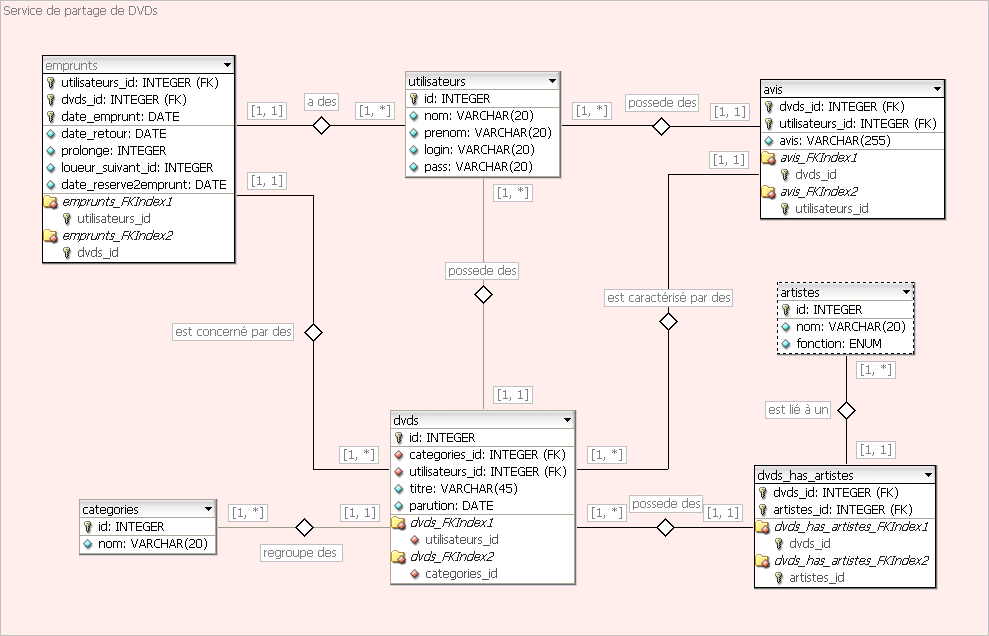 Service de partage de DVDs
emprunts
utilisateurs_id: INTEGER (FK)
dvds_id: INTEGER (FK)
date_emprunt: DATE
date_retour: DATE
prolonge: INTEGER
loueur_suivant_id: INTEGER
date_reserve2emprunt: DATE
emprunts_FKIndex1
utilisateurs_id
emprunts_FKIndex2
dvds_id
[1, 1]
a des
[1, *]
utilisateurs
id: INTEGER
nom: VARCHAR(20)
prenom: VARCHAR(20)
login: VARCHAR(20)
pass: VARCHAR(20)
[1, *]
possede des
[1, 1]
avis
dvds_id: INTEGER (FK)
utilisateurs_id: INTEGER (FK)
avis: VARCHAR(255)
avis_FKIndex1
dvds_id
avis_FKIndex2
utilisateurs_id
[1, 1]
[1, 1]
[1, *]
possede des
est caractérisé par des
est concerné par des
artistes
id: INTEGER
nom: VARCHAR(20)
fonction: ENUM
[1, *]
est lié à un
[1, 1]
[1, 1]
[1, *]
[1, *]
dvds
id: INTEGER
categories_id: INTEGER (FK)
utilisateurs_id: INTEGER (FK)
titre: VARCHAR(45)
parution: DATE
dvds_FKIndex1
utilisateurs_id
dvds_FKIndex2
categories_id
categories
id: INTEGER
nom: VARCHAR(20)
[1, *]
regroupe des
[1, 1]
[1, *]
possede des
[1, 1]
dvds_has_artistes
dvds_id: INTEGER (FK)
artistes_id: INTEGER (FK)
dvds_has_artistes_FKIndex1
dvds_id
dvds_has_artistes_FKIndex2
artistes_id